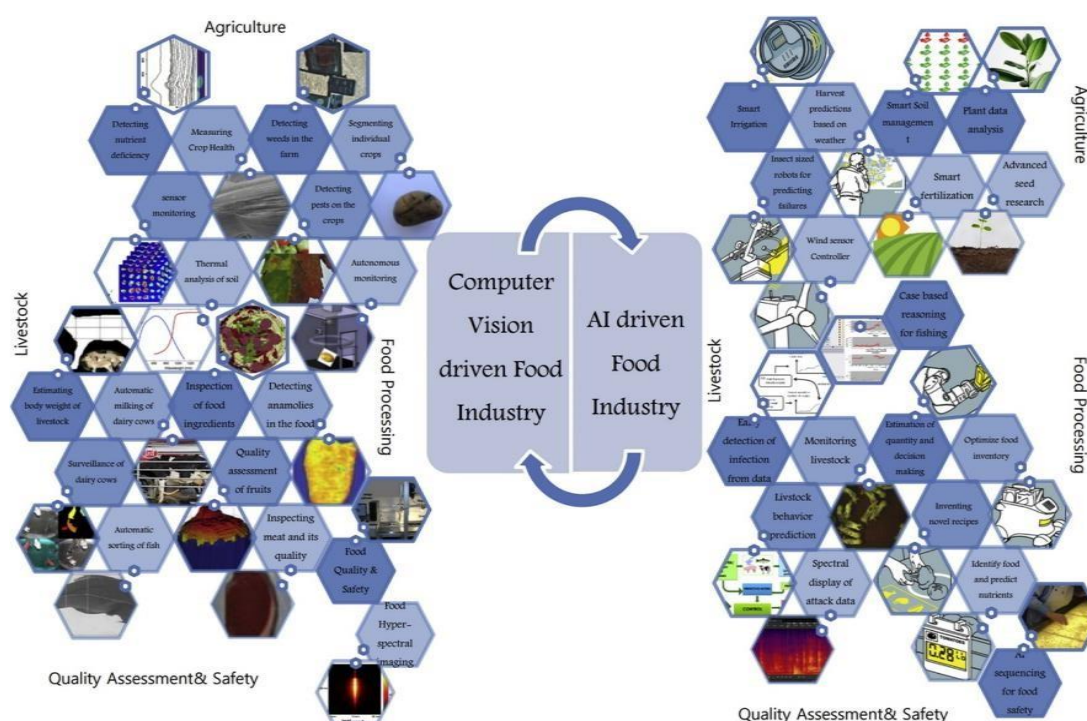 Agriculture
Detecting
nutrient
deficiency
Measuring
Crop Health
Detecting
weeds in the
farm
Segmenting
individual
crops
sensor
monitoring
Detecting
pests on the
crops
Thermal
analysis of soil
Autonomous
monitoring
Livestock
Food Processing
Estimating
body weight of
livestock
Automatic
milking of
dairy cows
Inspection
of food
ingredients
Detecting
anamolies
in the food
Surveillance of
dairy cows
Quality
assessment
of fruits
Automatic
sorting of fish
Inspecting
meat and its
quality
Food
Quality &
Safety
Food
Hyper-
spectral
imaging
Quality Assessment& Safety
Computer
Vision
driven Food
Industry
AI driven
Food
Industry
Agriculture
Smart
Irrigation
Harvest
predictions
based on
weather
Smart Soil
managemen
t
Plant data
analysis
Insect sized
robots for
predicting
failures
Smart
fertilization
Advanced
seed
research
Wind sensor
Controller
Case based
reasoning
for fishing
Livestock
Food Processing
detection of
infection
from data
Monitoring
livestock
Estimation of
quantity and
decision
making
Optimize food
inventory
Livstock
behavior
prediction
Inventing
novel recipes
Spectral
display of
attack data
Identify food
and predict
nutrients
CONTROL
0.28
AI
sequencing
for food
safety
Quality Assessment& Safety